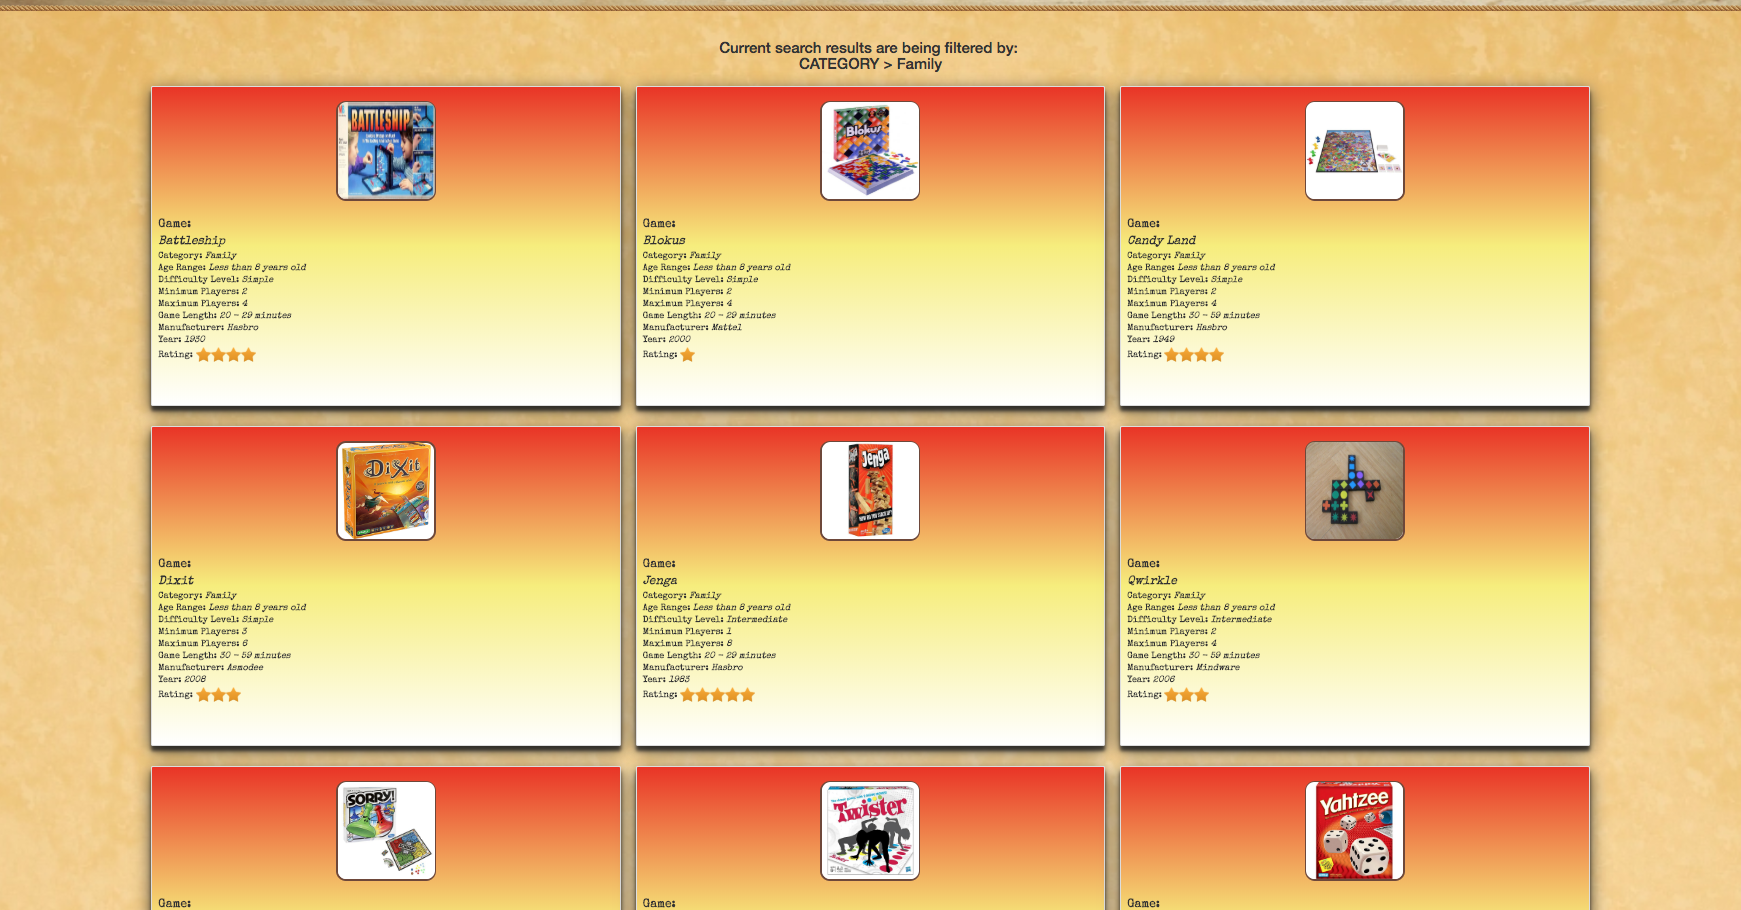 Current search results are being filtered by:
CATEGORY > Family
BATTLESHIP
Game:
Battleship
Category: Family
Age Range: Less than 8 years old
Difficulty Level: Simple
Minimum Players: 2
Maximum Players: 4
Game Length: 20 - 29 minutes
Manufacturer: Hasbro
Year: 1930
Rating:
Blokus
Game:
Blokus
Category: Family
Age Range: Less than 8 years old
Difficulty Level: Simple
Minimum Players: 2
Maximum Players: 4
Game Length: 20 - 29 minutes
Manufacturer: Mattel
Year: 2000
Rating:
Game:
Candy Land
Category: Family
Age Range: Less than 8 years old
Difficulty Level: Simple
Minimum Players: 2
Maximum Players: 4
Game Length: 30 - 59 minutes
Manufacturer: Hasbro
Year: 1949
Rating:
DiXit
Game:
Dixit
Category: Family
Age Range: Less than 8 years old
Difficulty Level: Simple
Minimum Players: 3
Maximum Players: 6
Game Length: 30 - 59 minutes
Manufacturer: Asmodee
Year: 2008
Rating:
Jenga
Game:
Jenga
Category: Family
Age Range: Less than 8 years old
Difficulty Level: Intermediate
Minimum Players: 1
Maximum Players: 8
Game Length: 20 - 29 minutes
Manufacturer: Hasbro
Year: 1983
Rating:
Game:
Qwirkle
Category: Family
Age Range: Less than 8 years old
Difficulty Level: Intermediate
Minimum Players: 2
Maximum Players: 4
Game Length: 30 - 59 minutes
Manufacturer: Mindware
Year: 2006
Rating:
SORRY!
Game:
Twister
Game:
Yahtzee
Game: